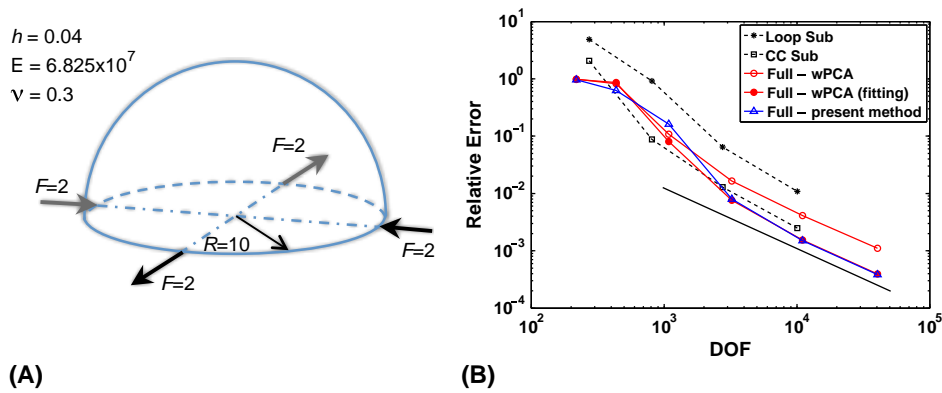 h = 0.04
E = 6.825x10^7
ν = 0.3
F=2
F=2
F=2
F=2
R=10
(A)
Relative Error
10^1
10^0
10^-1
10^-2
10^-3
10^-4
10^2
10^3
10^4
10^5
DOF
Loop Sub
CC Sub
Full – wPCA
Full – wPCA (fitting)
Full – present method
(B)